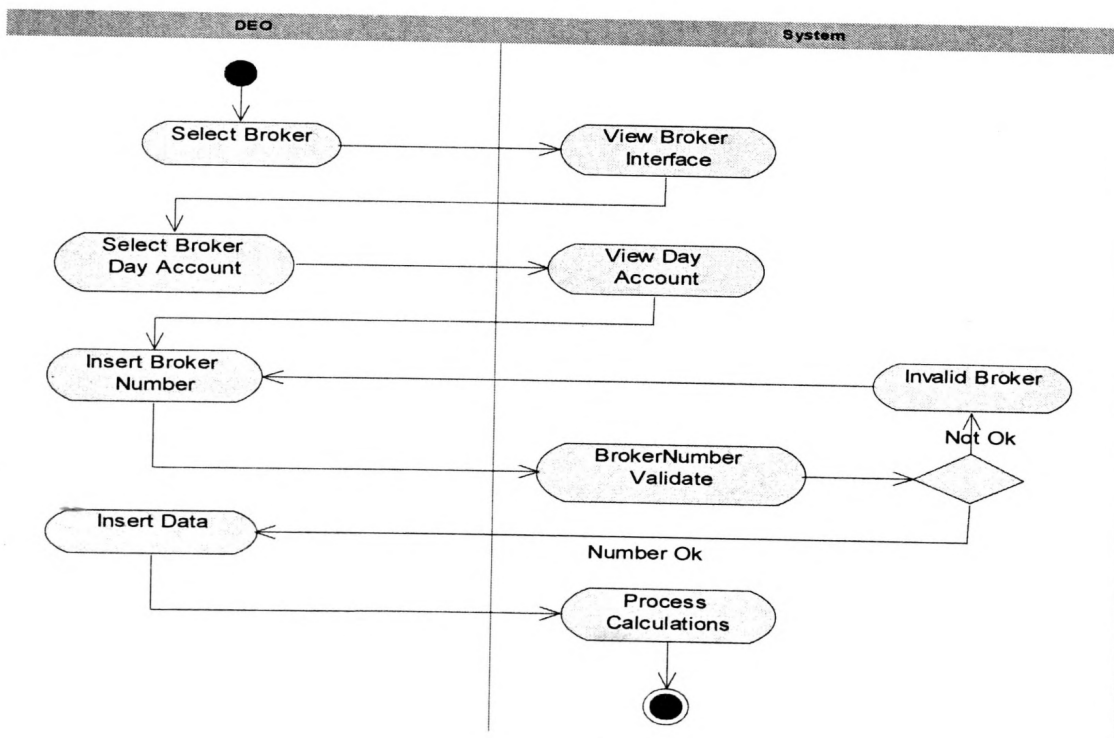 DEO
System
Select Broker
View Broker
Interface
Select Broker
Day Account
View Day
Account
Insert Broker
Number
Invalid Broker
Not Ok
BrokerNumber
Validate
Insert Data
Number Ok
Process
Calculations